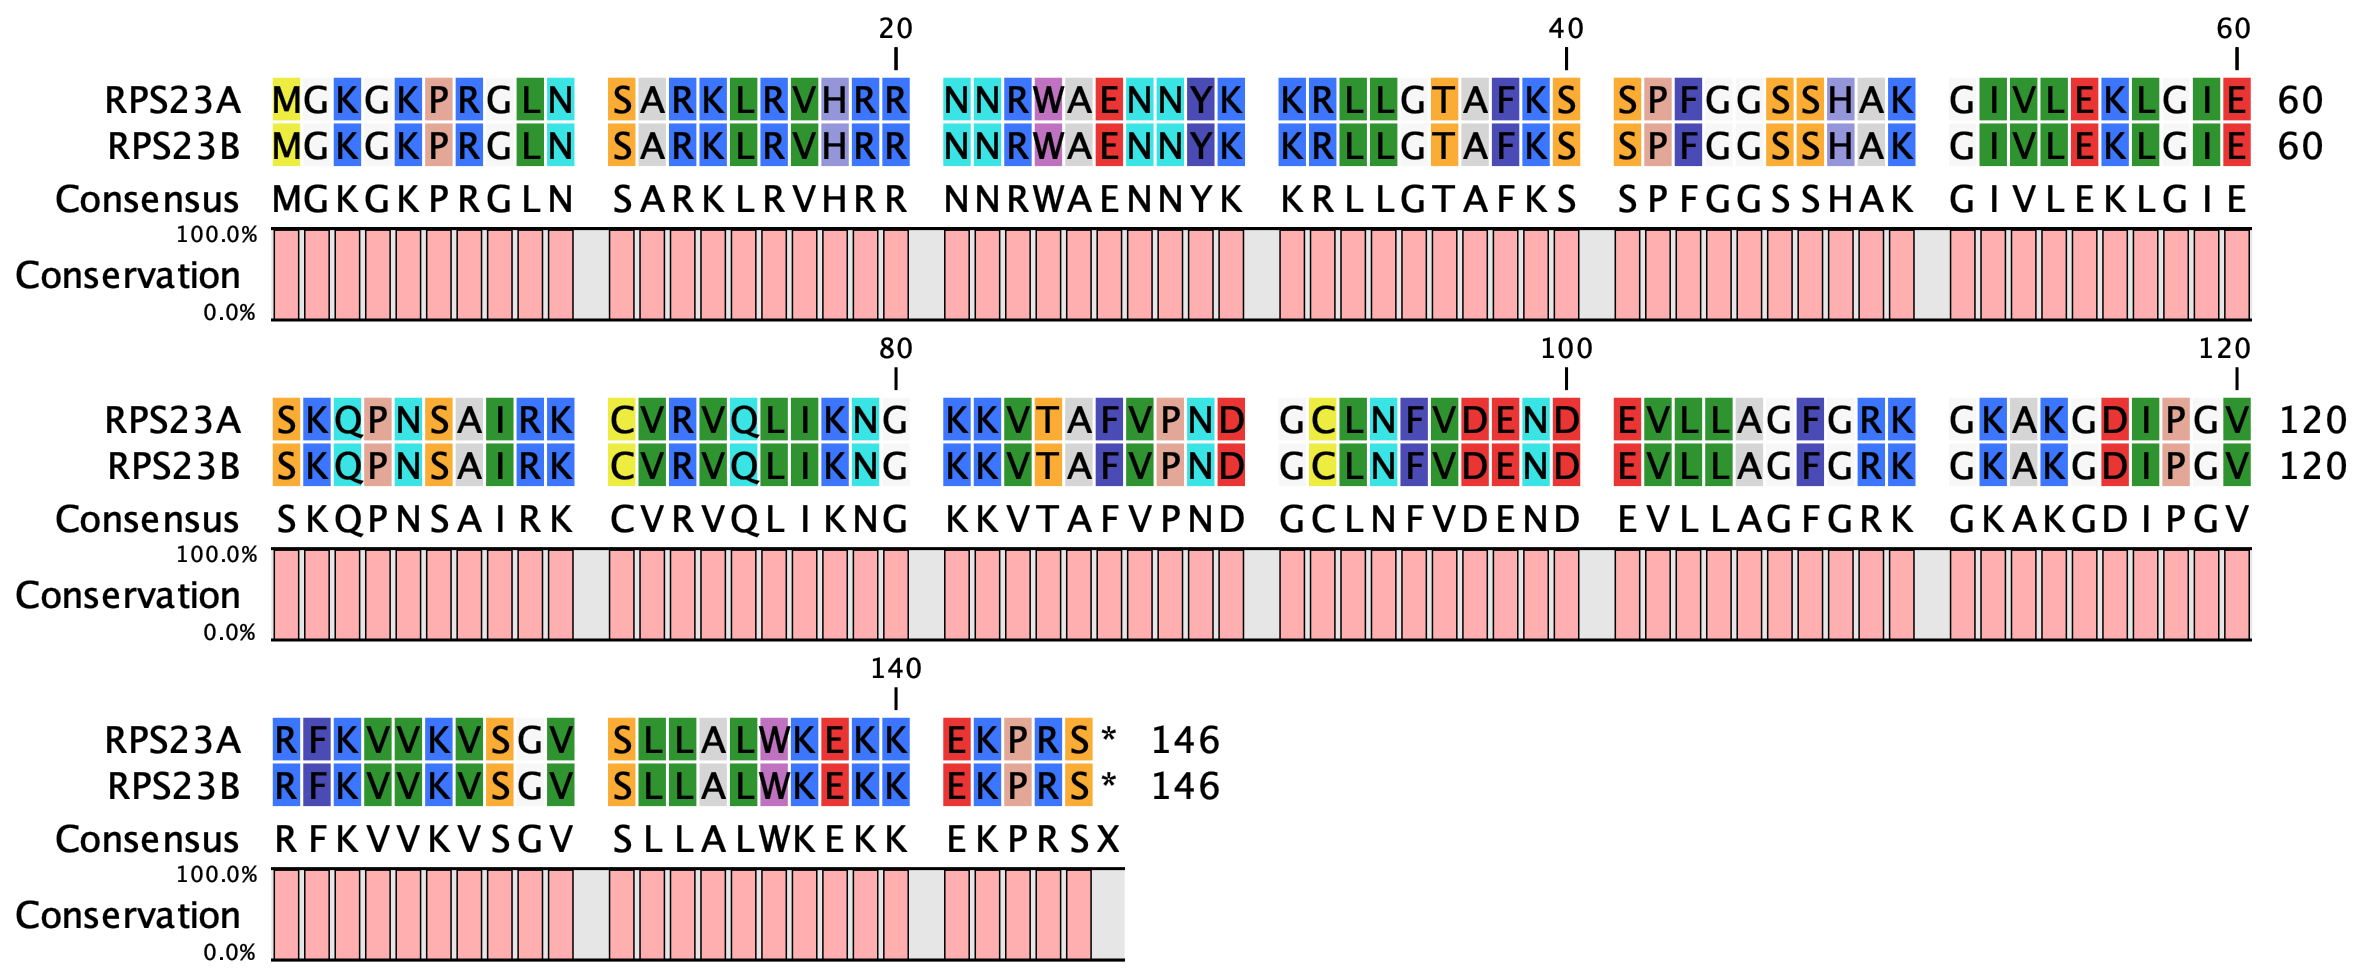 20 40 60
RPS23A MGKGKPRGLN SARKLRVHRR NNRWAENNYK KRLLGTAFKS SPFGGSSHAK GIVLEKLGIE 60
RPS23B MGKGKPRGLN SARKLRVHRR NNRWAENNYK KRLLGTAFKS SPFGGSSHAK GIVLEKLGIE 60
Consensus MGKGKPRGLN SARKLRVHRR NNRWAENNYK KRLLGTAFKS SPFGGSSHAK GIVLEKLGIE
100.0%
Conservation
0.0%
80 100 120
RPS23A SKQPNSAIRK CVRVQLIKNG KKVTAFVPND GCLNFVDEND EVLLAGFGRK GKAKGDIPGV 120
RPS23B SKQPNSAIRK CVRVQLIKNG KKVTAFVPND GCLNFVDEND EVLLAGFGRK GKAKGDIPGV 120
Consensus SKQPNSAIRK CVRVQLIKNG KKVTAFVPND GCLNFVDEND EVLLAGFGRK GKAKGDIPGV
100.0%
Conservation
0.0%
140
RPS23A RFKVVKVSGV SLLALWKEKK EKPRS* 146
RPS23B RFKVVKVSGV SLLALWKEKK EKPRS* 146
Consensus RFKVVKVSGV SLLALWKEKK EKPRSX
100.0%
Conservation
0.0%